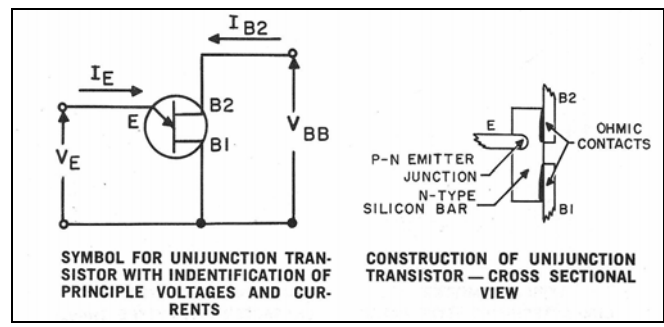 I B2
I E
B2
E
B1
V E
V BB
SYMBOL FOR UNIJUNCTION TRAN-
SISTOR WITH INDENTIFICATION OF
PRINCIPLE VOLTAGES AND CUR-
RENTS
B2
E
OHMIC
CONTACTS
P-N EMITTER
JUNCTION
N-TYPE
SILICON BAR
B1
CONSTRUCTION OF UNIJUNCTION
TRANSISTOR — CROSS SECTIONAL
VIEW